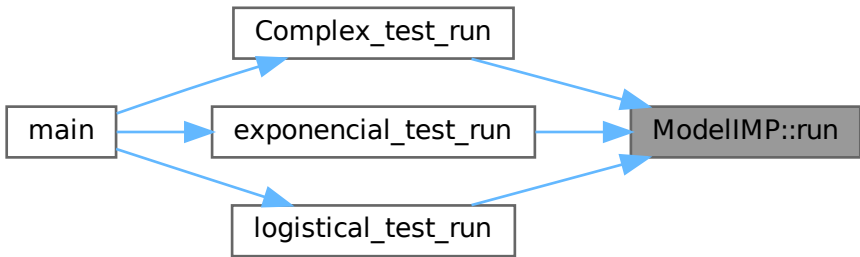 Complex_test_run
main
exponencial_test_run
ModelIMP::run
logistical_test_run